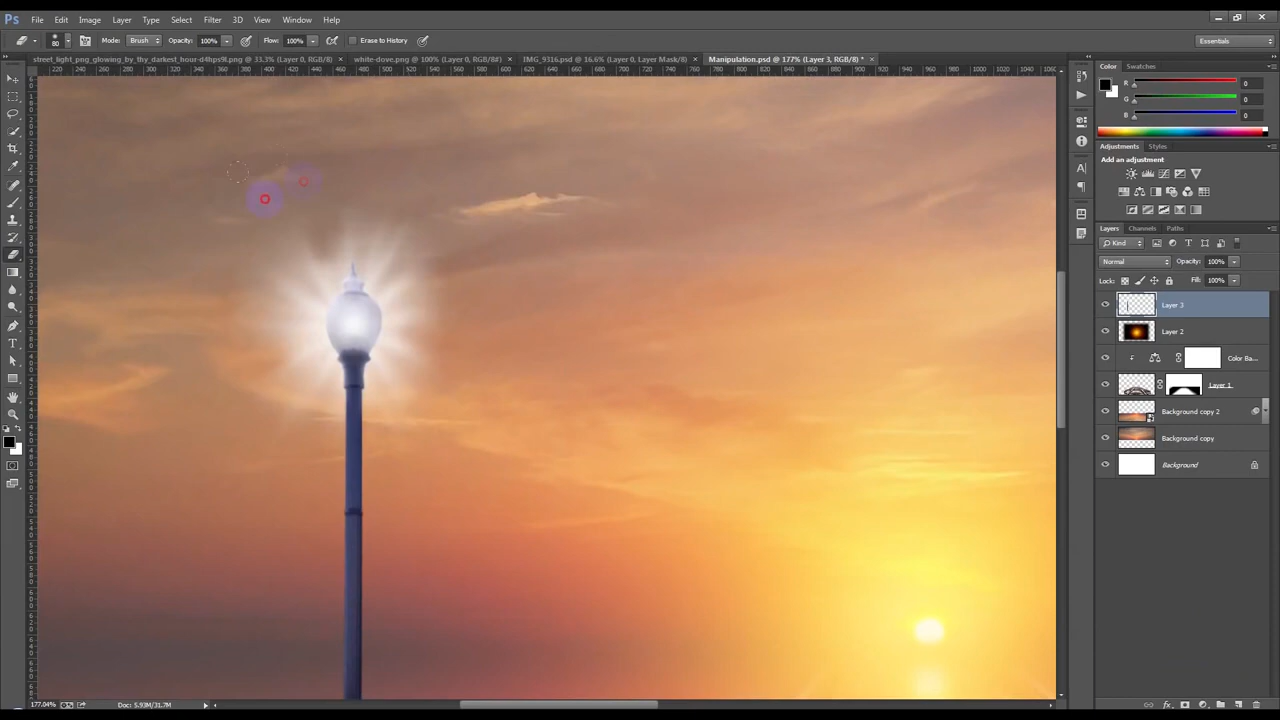 Ps File Edit Image Layer Type Select Filter 3D View Window Help
80 Mode: Brush Opacity: 100% Flow: 100% Erase to History Essentials
street_light_png_glowing_by_thy_darkest_hour-d4hps9l.png @ 33.3% (Layer 0, RGB/8) × white-dove.png @ 100% (Layer 0, RGB/8#) × IMG_9316.psd @ 16.6% (Layer 0, Layer Mask/8) × Manipulation.psd @ 177% (Layer 3, RGB/8) * ×
Color Swatches
R 0
G 0
B 0
Adjustments Styles
Add an adjustment
Layers Channels Paths
Kind
Normal Opacity: 100%
Lock: Fill: 100%
Layer 3
Layer 2
Color Ba...
Layer 1
Background copy 2
Background copy
Background
177.04% Doc: 5.93M/31.7M